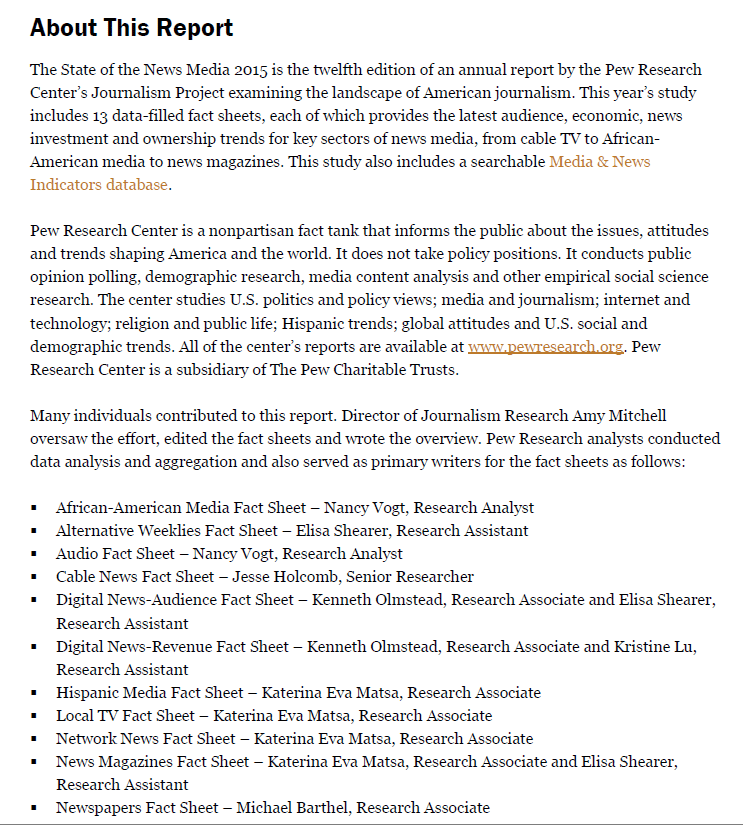 About This Report
The State of the News Media 2015 is the twelfth edition of an annual report by the Pew Research
Center’s Journalism Project examining the landscape of American journalism. This year’s study
includes 13 data-filled fact sheets, each of which provides the latest audience, economic, news
investment and ownership trends for key sectors of news media, from cable TV to African-
American media to news magazines. This study also includes a searchable Media & News
Indicators database.
Pew Research Center is a nonpartisan fact tank that informs the public about the issues, attitudes
and trends shaping America and the world. It does not take policy positions. It conducts public
opinion polling, demographic research, media content analysis and other empirical social science
research. The center studies U.S. politics and policy views; media and journalism; internet and
technology; religion and public life; Hispanic trends; global attitudes and U.S. social and
demographic trends. All of the center’s reports are available at www.pewresearch.org. Pew
Research Center is a subsidiary of The Pew Charitable Trusts.
Many individuals contributed to this report. Director of Journalism Research Amy Mitchell
oversaw the effort, edited the fact sheets and wrote the overview. Pew Research analysts conducted
data analysis and aggregation and also served as primary writers for the fact sheets as follows:
▪ African-American Media Fact Sheet – Nancy Vogt, Research Analyst
▪ Alternative Weeklies Fact Sheet – Elisa Shearer, Research Assistant
▪ Audio Fact Sheet – Nancy Vogt, Research Analyst
▪ Cable News Fact Sheet – Jesse Holcomb, Senior Researcher
▪ Digital News-Audience Fact Sheet – Kenneth Olmstead, Research Associate and Elisa Shearer,
Research Assistant
▪ Digital News-Revenue Fact Sheet – Kenneth Olmstead, Research Associate and Kristine Lu,
Research Assistant
▪ Hispanic Media Fact Sheet – Katerina Eva Matsa, Research Associate
▪ Local TV Fact Sheet – Katerina Eva Matsa, Research Associate
▪ Network News Fact Sheet – Katerina Eva Matsa, Research Associate
▪ News Magazines Fact Sheet – Katerina Eva Matsa, Research Associate and Elisa Shearer,
Research Assistant
▪ Newspapers Fact Sheet – Michael Barthel, Research Associate